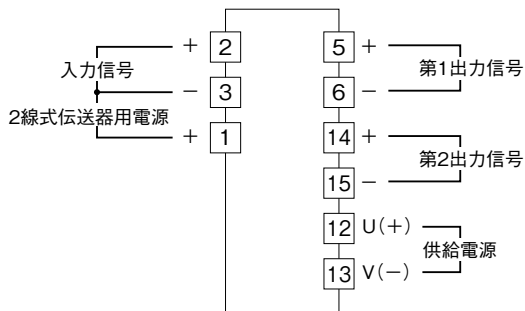 + 2
入力信号
− 3
2線式伝送器用電源
+ 1
5 +
第1出力信号
6 −
14 +
第2出力信号
15 −
12 U(+)
供給電源
13 V(−)